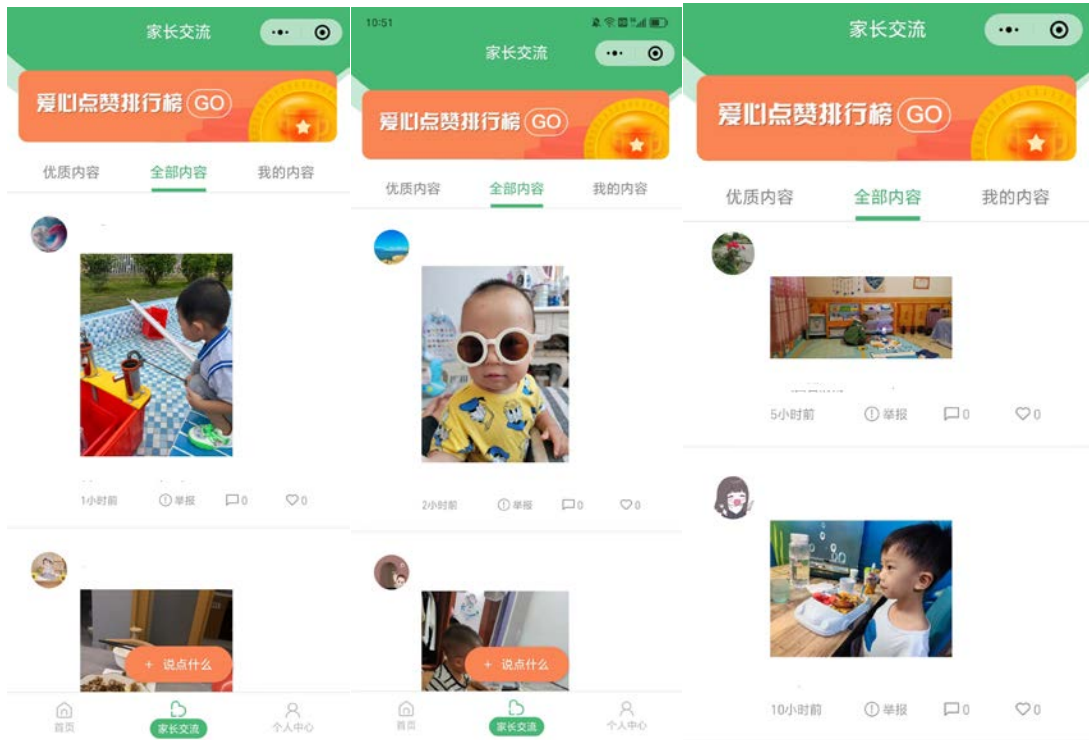 家长交流
爱心点赞排行榜 GO
优质内容 全部内容 我的内容
1小时前 举报 0 0
+ 说点什么
首页 家长交流 个人中心
10:51
家长交流
爱心点赞排行榜 GO
优质内容 全部内容 我的内容
2小时前 举报 0 0
+ 说点什么
首页 家长交流 个人中心
家长交流
爱心点赞排行榜 GO
优质内容 全部内容 我的内容
5小时前 举报 0 0
10小时前 举报 0 0